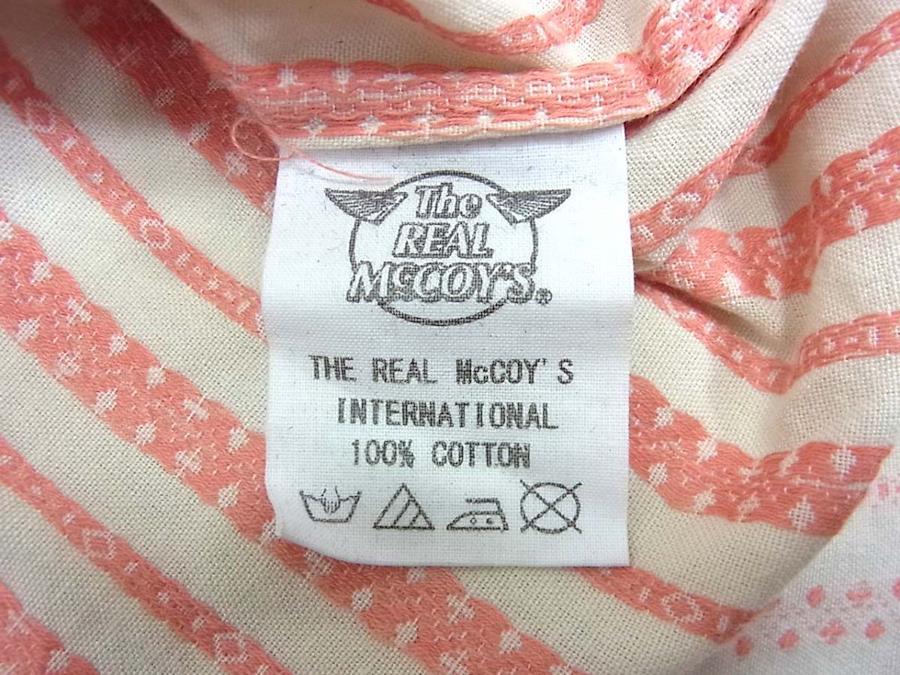 The
REAL
McCOY'S®
THE REAL McCOY'S
INTERNATIONAL
100% COTTON